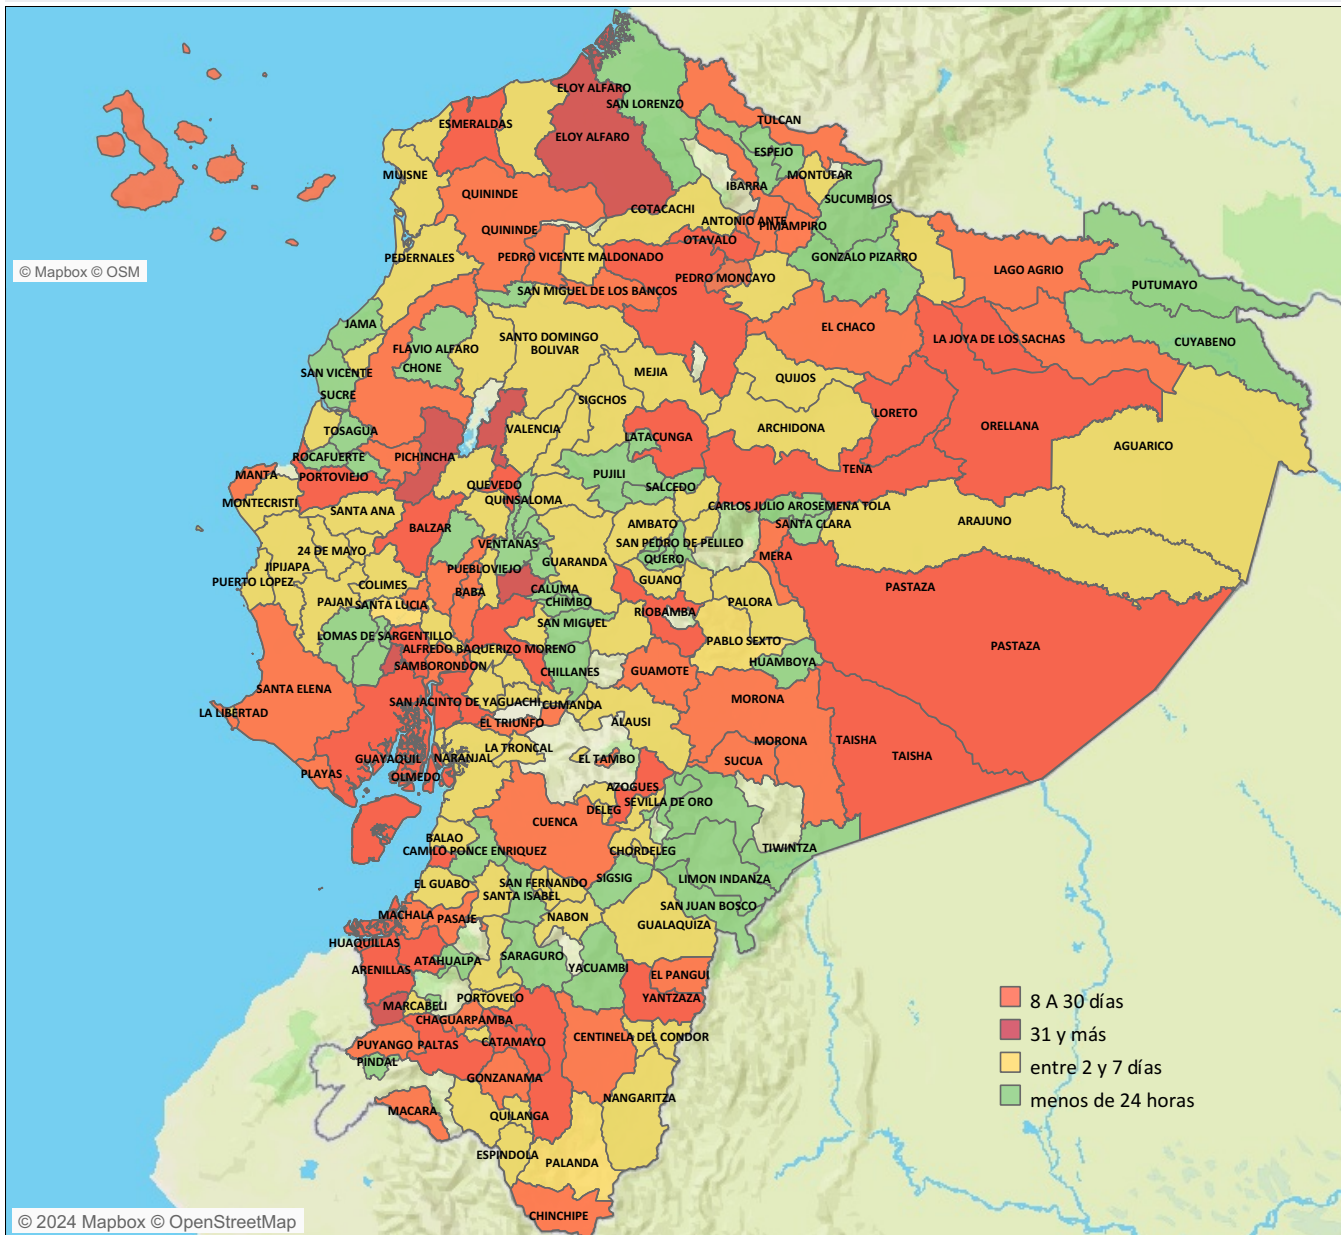 ELOY ALFARO
SAN LORENZO
ESMERALDAS
TULCAN
ELOY ALFARO
ESPEJO
MUISNE
MONTUFAR
IBARRA
QUININDE
SUCUMBIOS
COTACACHI
ANTONIO ANTE
PIMAMPIRO
QUININDE
OTAVALO
PEDERNALES
PEDRO VICENTE MALDONADO
GONZALO PIZARRO
© Mapbox © OSM
LAGO AGRIO
PEDRO MONCAYO
PUTUMAYO
SAN MIGUEL DE LOS BANCOS
JAMA
EL CHACO
SANTO DOMINGO
LA JOYA DE LOS SACHAS
CUYABENO
FLAVIO ALFARO
BOLIVAR
CHONE
SAN VICENTE
MEJIA
QUIJOS
SUCRE
SIGCHOS
LORETO
TOSAGUA
VALENCIA
ARCHIDONA
ORELLANA
LATACUNGA
AGUARICO
ROCAFUERTE
PICHINCHA
MANTA
PORTOVIEJO
PUJILI
TENA
QUEVEDO
SALCEDO
MONTECRISTI
QUINSALOMA
SANTA ANA
CARLOS JULIO AROSEMENA TOLA
BALZAR
AMBATO
SANTA CLARA
ARAJUNO
VENTANAS
SAN PEDRO DE PELILEO
24 DE MAYO
GUARANDA
QUERO
MERA
JIPIJAPA
PUEBLOVIEJO
PUERTO LOPEZ
COLIMES
GUANO
PASTAZA
BABA
CALUMA
PAJAN
SANTA LUCIA
CHIMBO
PALORA
RIOBAMBA
SAN MIGUEL
LOMAS DE SARGENTILLO
PABLO SEXTO
PASTAZA
ALFREDO BAQUERIZO MORENO
HUAMBOYA
SAMBORONDON
CHILLANES
GUAMOTE
SANTA ELENA
SAN JACINTO DE YAGUACHI
MORONA
LA LIBERTAD
CUMANDA
EL TRIUNFO
ALAUSI
MORONA
TAISHA
LA TRONCAL
TAISHA
GUAYAQUIL
NARANJAL
EL TAMBO
SUCUA
PLAYAS
OLMEDO
AZOGUES
SEVILLA DE ORO
DELEG
CUENCA
BALAO
CAMILO PONCE ENRIQUEZ
CHORDELEG
TIWINTZA
EL GUABO
SAN FERNANDO
SIGSIG
LIMON INDANZA
SANTA ISABEL
SAN JUAN BOSCO
MACHALA
PASAJE
NABON
GUALAQUIZA
HUAQUILLAS
ATAHUALPA
SARAGURO
ARENILLAS
YACUAMBI
EL PANGUI
YANTZAZA
PORTOVELO
MARCABELI
CHAGUARPAMBA
CENTINELA DEL CONDOR
PUYANGO
PALTAS
CATAMAYO
PINDAL
GONZANAMA
NANGARITZA
MACARA
QUILANGA
ESPINDOLA
PALANDA
CHINCHIPE
8 A 30 días
31 y más
entre 2 y 7 días
menos de 24 horas
© 2024 Mapbox © OpenStreetMap